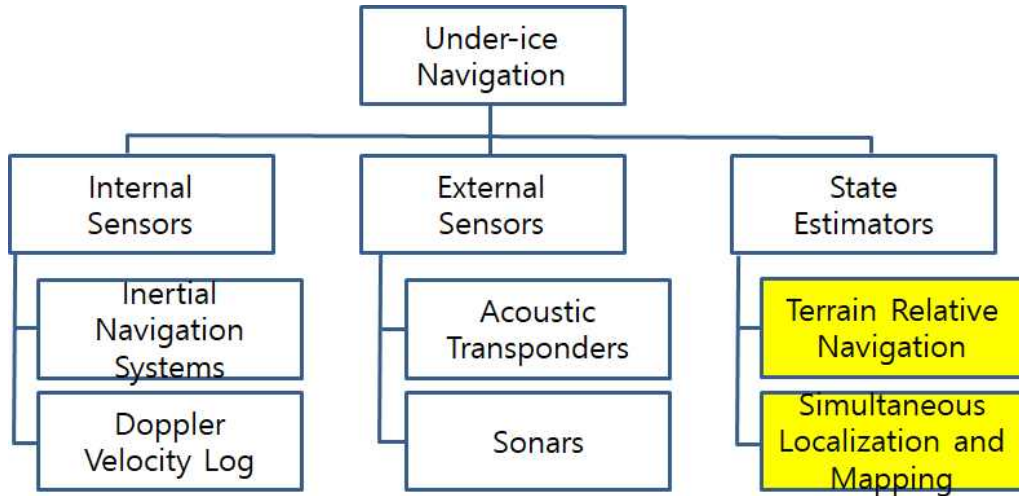 Under-ice
Navigation
Internal
Sensors
External
Sensors
State
Estimators
Inertial
Navigation
Systems
Acoustic
Transponders
Terrain Relative
Navigation
Doppler
Velocity Log
Sonars
Simultaneous
Localization and
Mapping